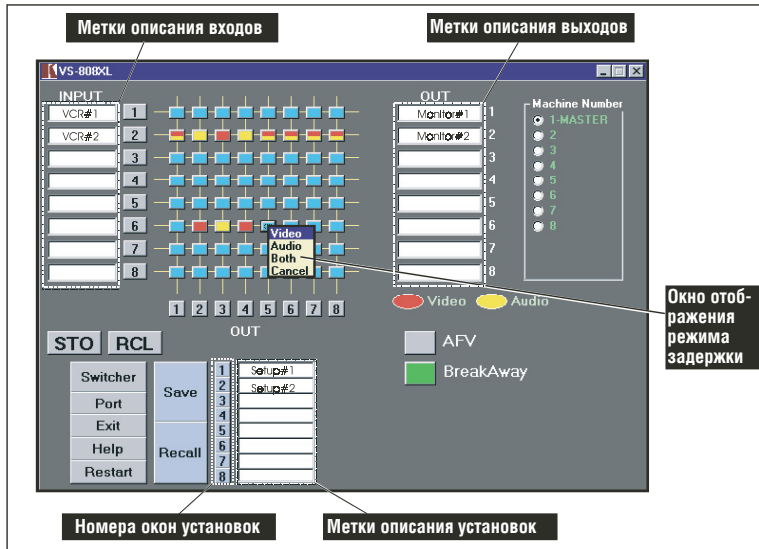 Метки описания входов
Метки описания выходов
VS-808XL
INPUT
OUT
Machine Number
VCR#1
1
Monitor#1
1
1-MASTER
VCR#2
2
Monitor#2
2
2
3
3
3
4
4
4
5
5
5
6
6
6
7
7
7
8
8
8
Video
Audio
Both
Cancel
1 2 3 4 5 6 7 8
OUT
Video
Audio
Окно отоб-
ражения
режима
задержки
STO
RCL
AFV
BreakAway
Switcher
Port
Exit
Help
Restart
Save
Recall
1
Setup#1
2
Setup#2
3
4
5
6
7
8
Номера окон установок
Метки описания установок